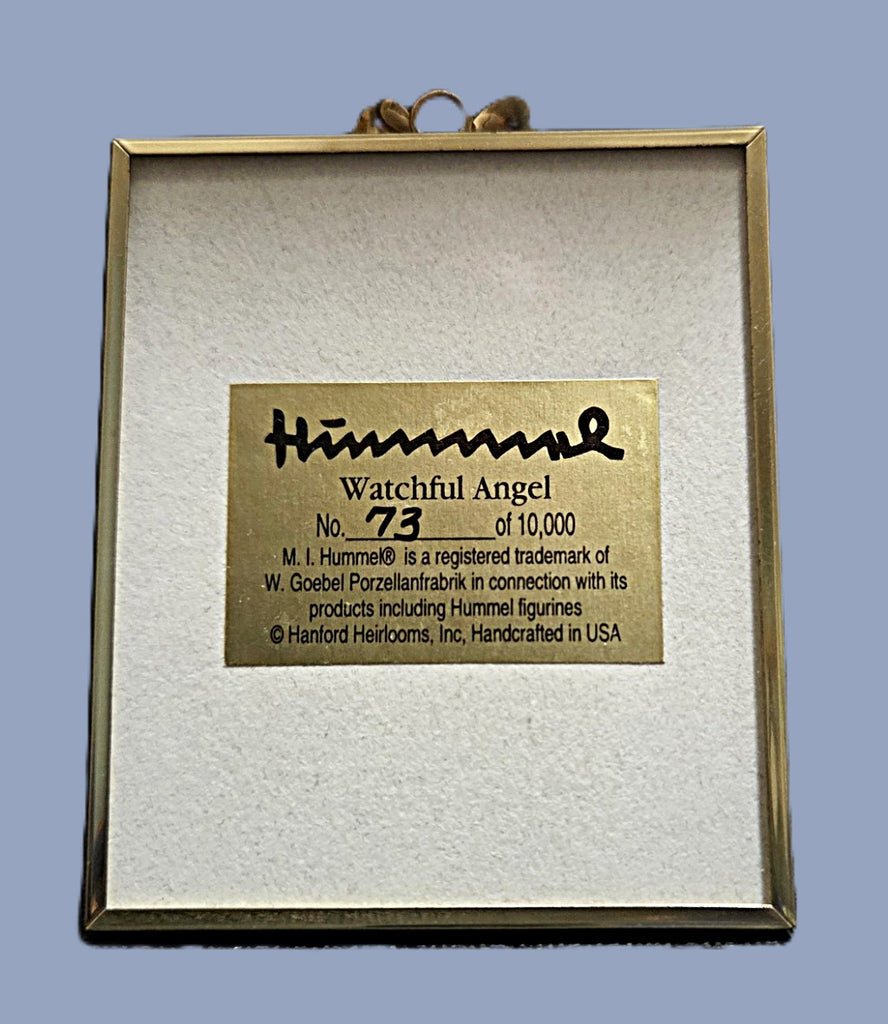 Hummel
Watchful Angel
No. 73 of 10,000
M. I. Hummel® is a registered trademark of
W. Goebel Porzellanfrabrik in connection with its
products including Hummel figurines
© Hanford Heirlooms, Inc, Handcrafted in USA